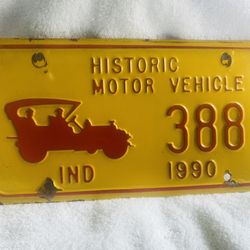 HISTORIC
MOTOR VEHICLE
388
IND 1990